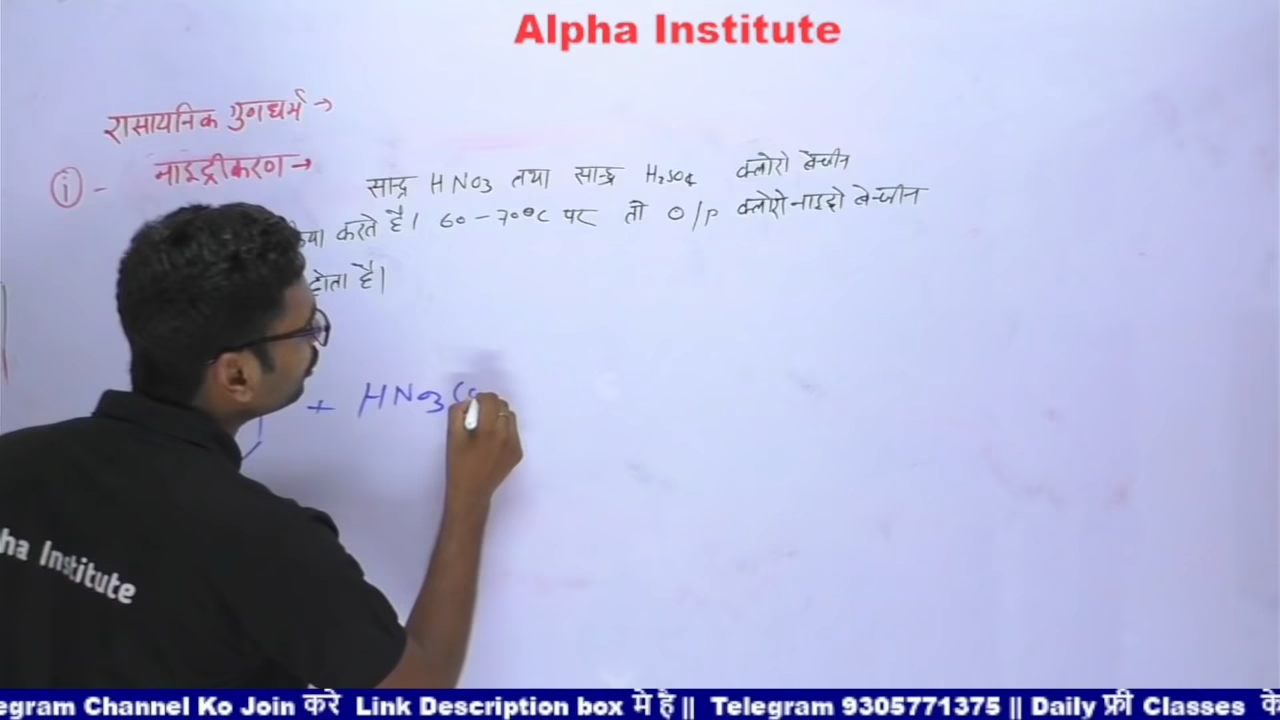 Alpha Institute
रासायनिक गुणधर्म →
(i) - नाइट्रीकरण →
सान्द्र HNO3 तथा सान्द्र H2SO4 क्लोरो बेन्जीन
करते है। 60-70°C पर तो O/P क्लोरो नाइट्रो बेन्जीन
होता है।
+ HNO3 (
ha Institute
egram Channel Ko Join करे Link Description box मे है || Telegram 9305771375 || Daily फ्री Classes के